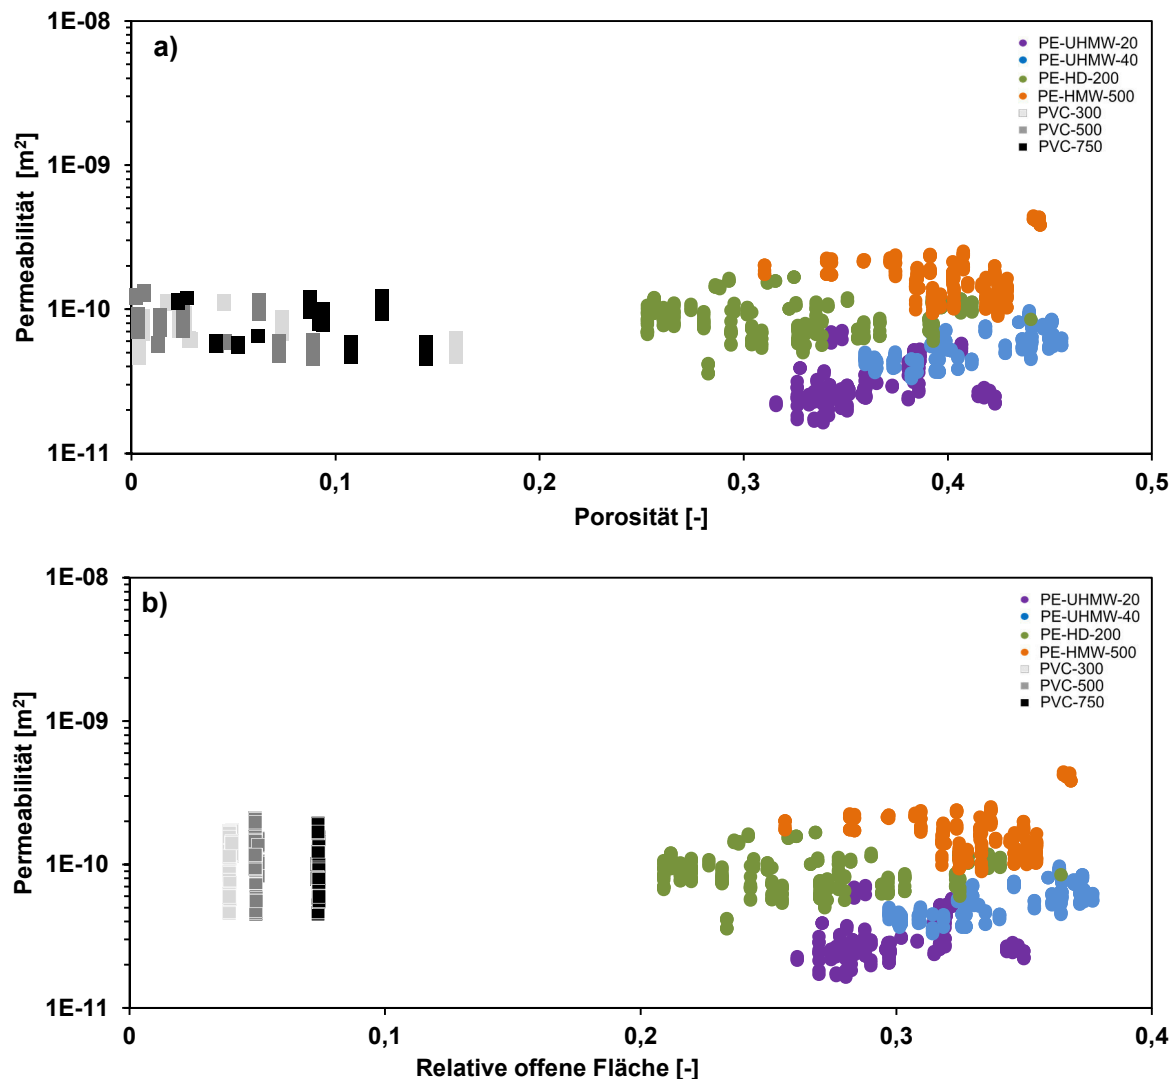 1E-08
1E-09
1E-10
1E-11
Permeabilität [m²]
a)
PE-UHMW-20
PE-UHMW-40
PE-HD-200
PE-HMW-500
PVC-300
PVC-500
PVC-750
0 0,1 0,2 0,3 0,4 0,5
Porosität [-]
1E-08
1E-09
1E-10
1E-11
Permeabilität [m²]
b)
PE-UHMW-20
PE-UHMW-40
PE-HD-200
PE-HMW-500
PVC-300
PVC-500
PVC-750
0 0,1 0,2 0,3 0,4
Relative offene Fläche [-]